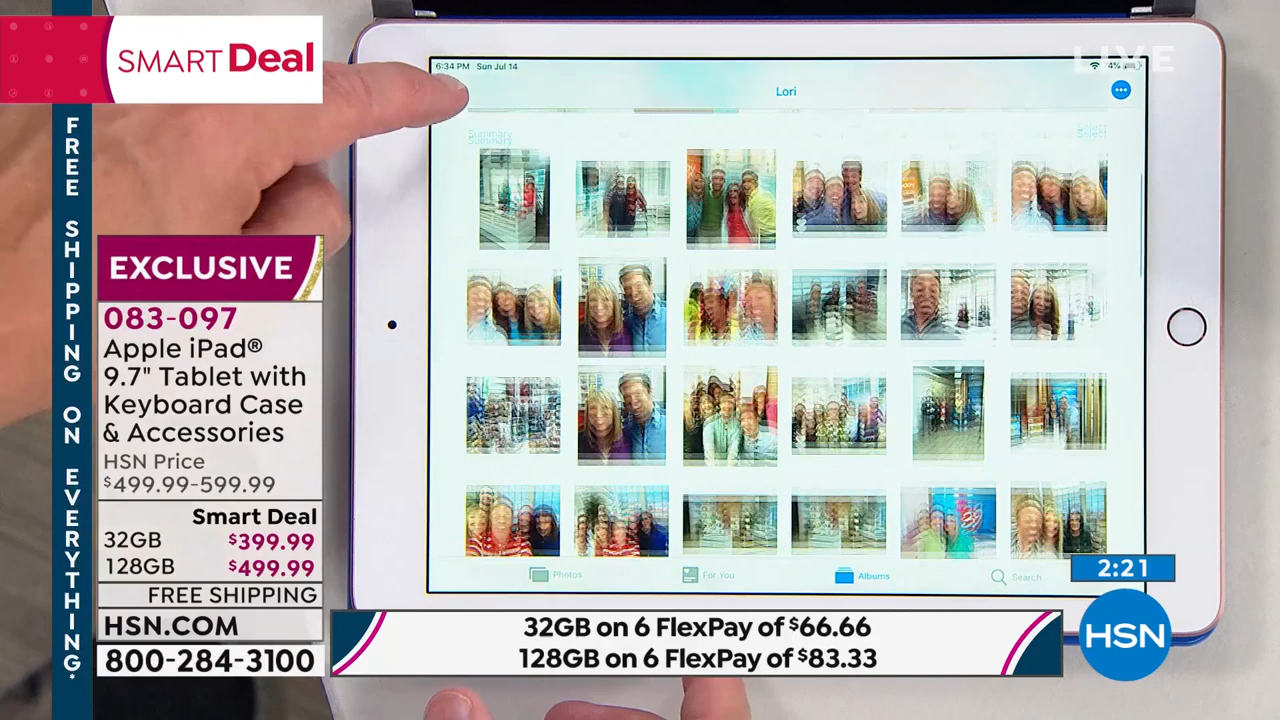 SMART Deal
FREE SHIPPING ON EVERYTHING*
EXCLUSIVE
083-097
Apple iPad®
9.7" Tablet with
Keyboard Case
& Accessories
HSN Price
$499.99-599.99
Smart Deal
32GB $399.99
128GB $499.99
FREE SHIPPING
HSN.COM
800-284-3100
LIVE
6:34 PM Sun Jul 14
Lori
Summary
Select
Photos
For You
Albums
Search
2:21
HSN
32GB on 6 FlexPay of $66.66
128GB on 6 FlexPay of $83.33